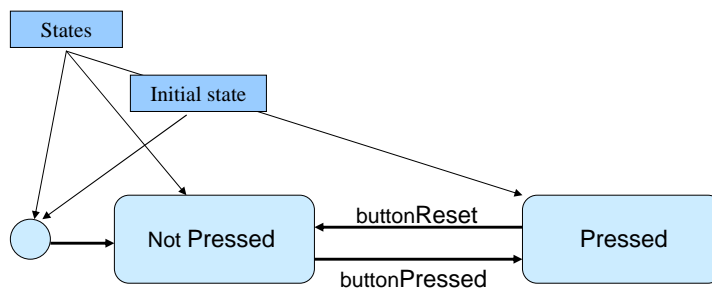 States
Initial state
buttonReset
Not Pressed
Pressed
buttonPressed